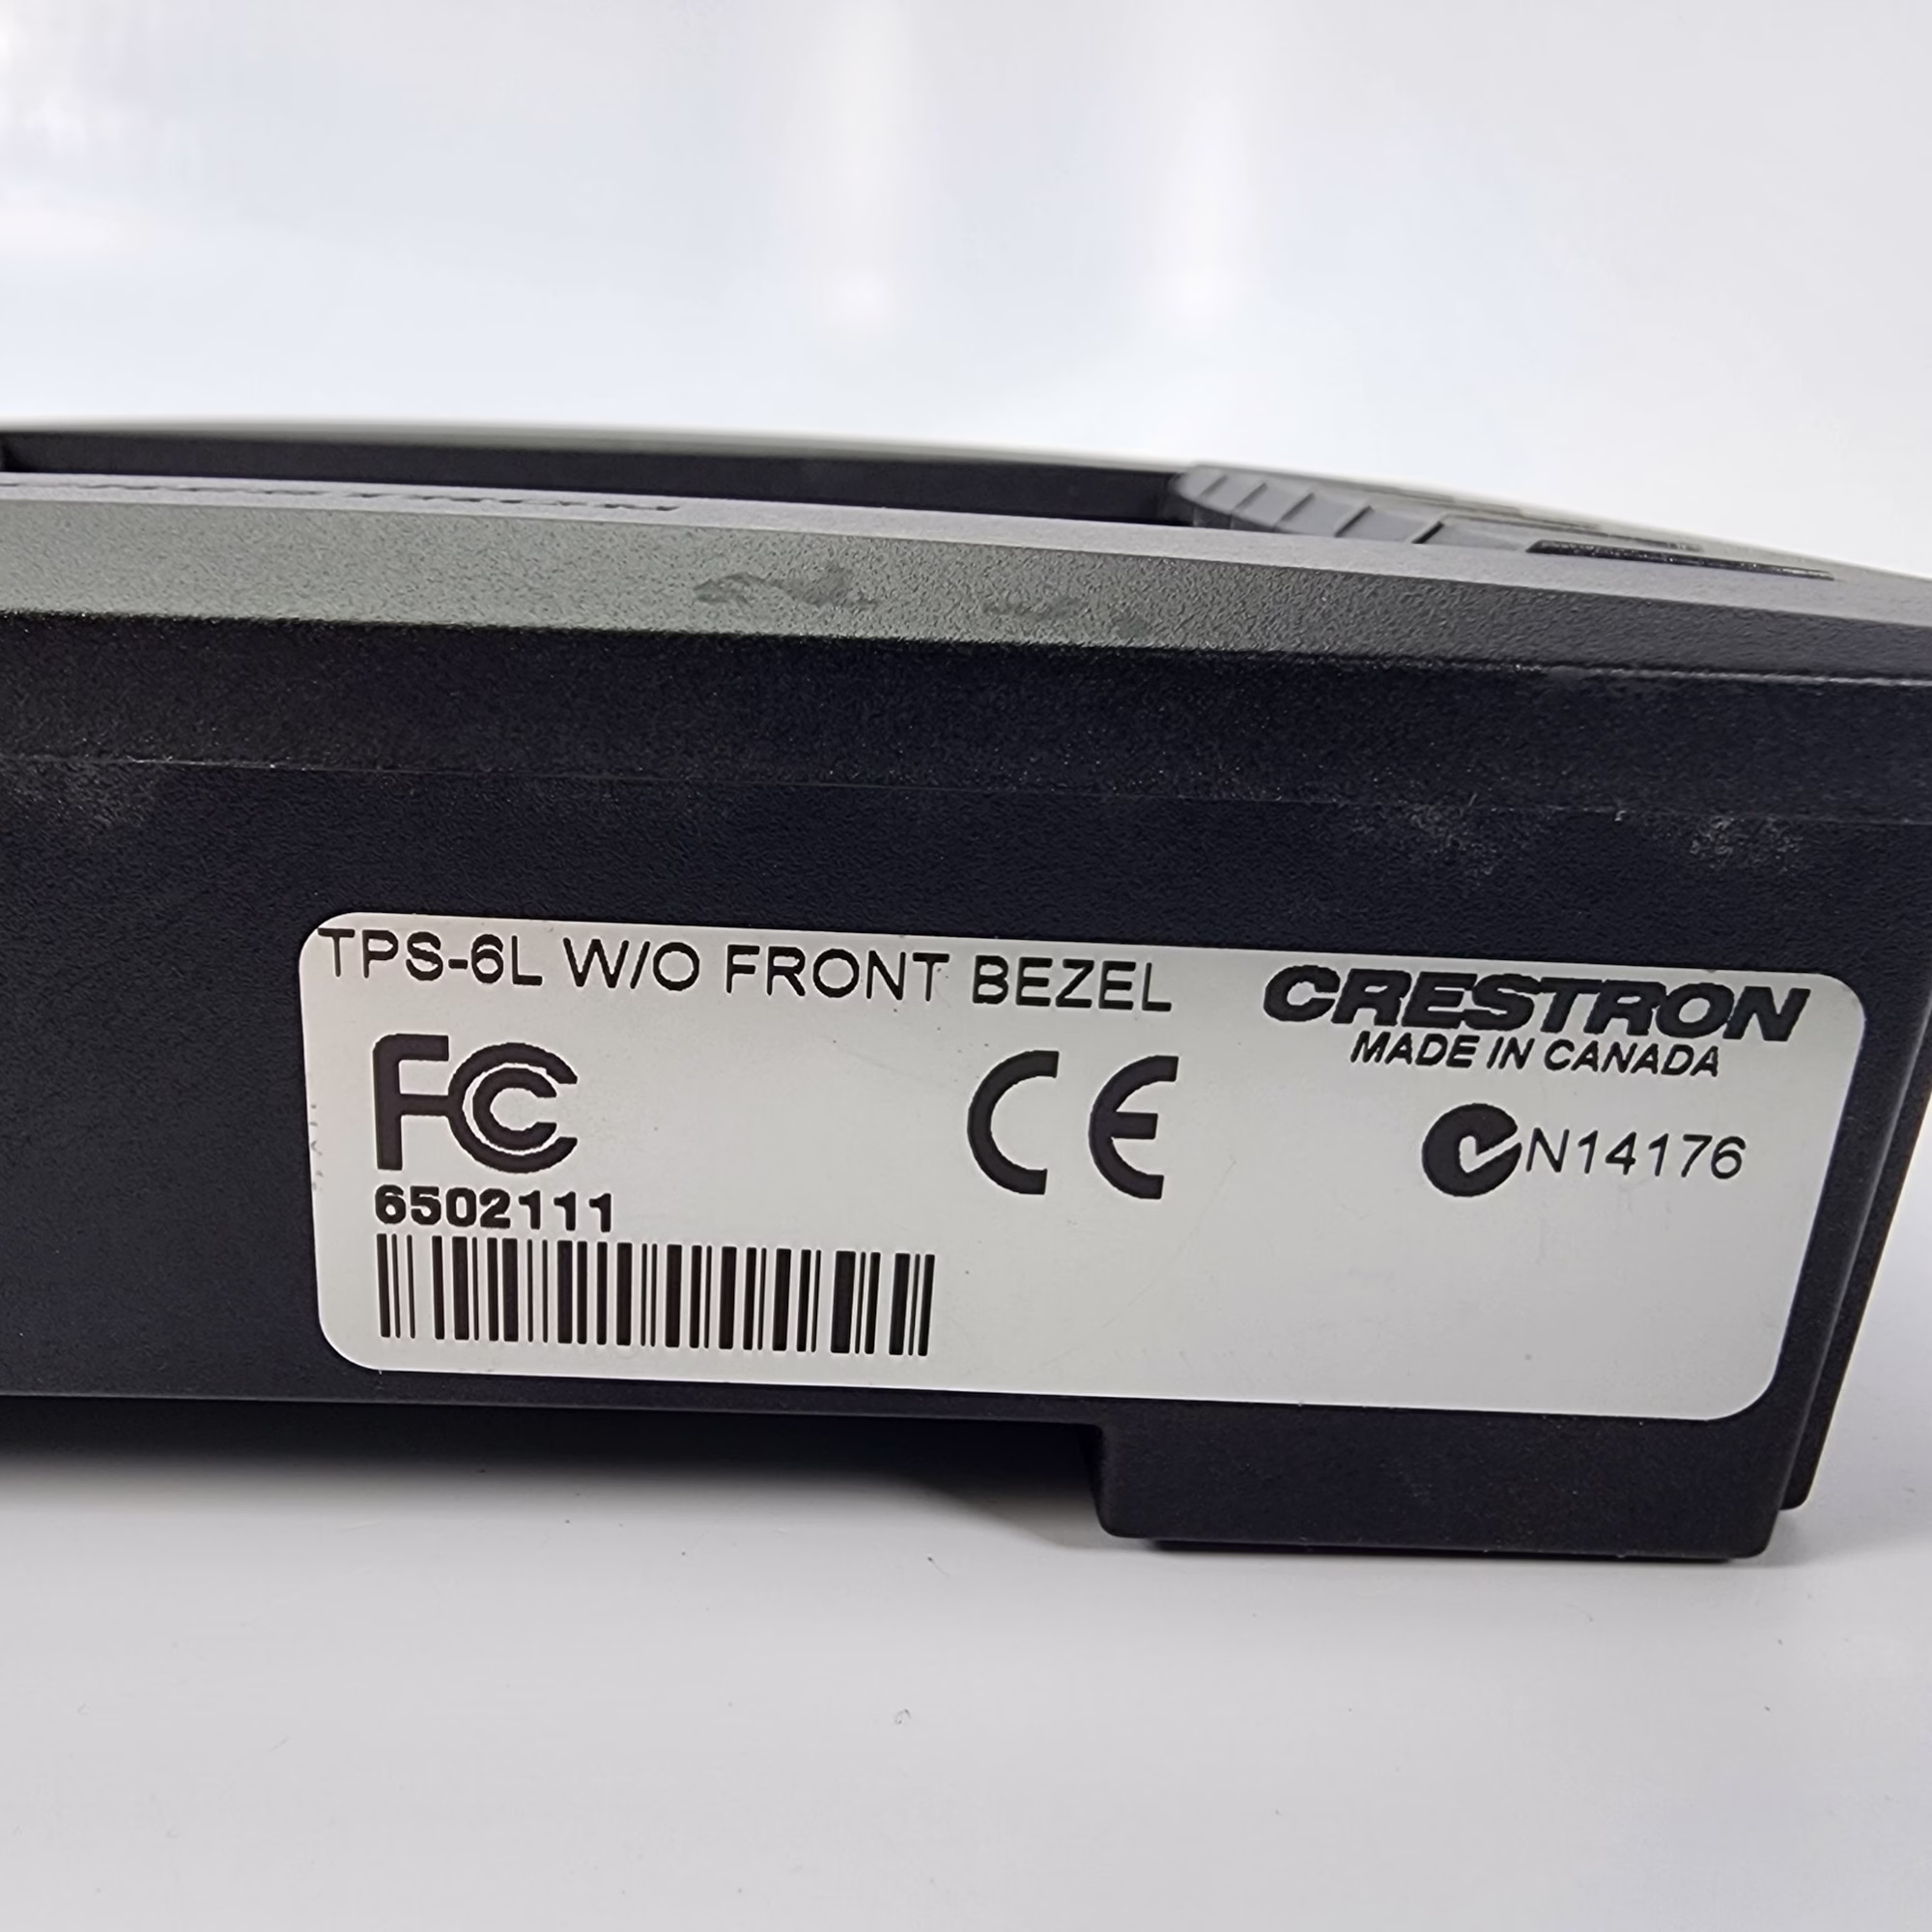 TPS-6L W/O FRONT BEZEL
CRESTRON
MADE IN CANADA
FC
CE
N14176
6502111